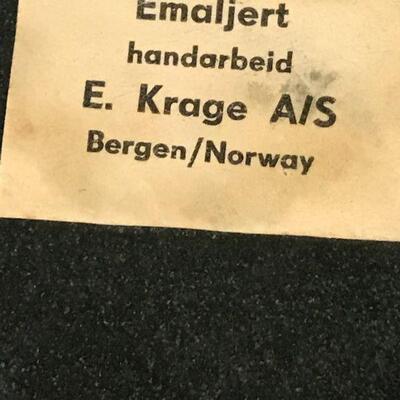 Emaljert
handarbeid
E. Krage A/S
Bergen/Norway